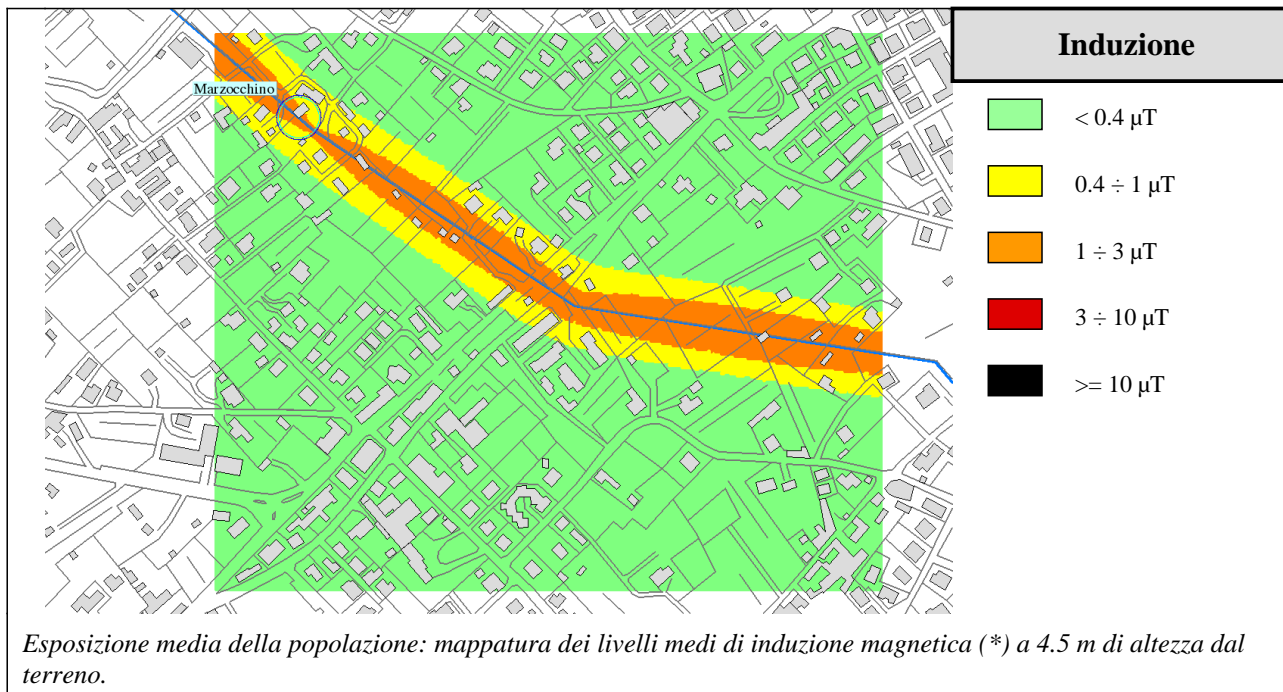 Induzione
Marzocchino
< 0.4 µT
0.4 ÷ 1 µT
1 ÷ 3 µT
3 ÷ 10 µT
>= 10 µT
Esposizione media della popolazione: mappatura dei livelli medi di induzione magnetica (*) a 4.5 m di altezza dal
terreno.